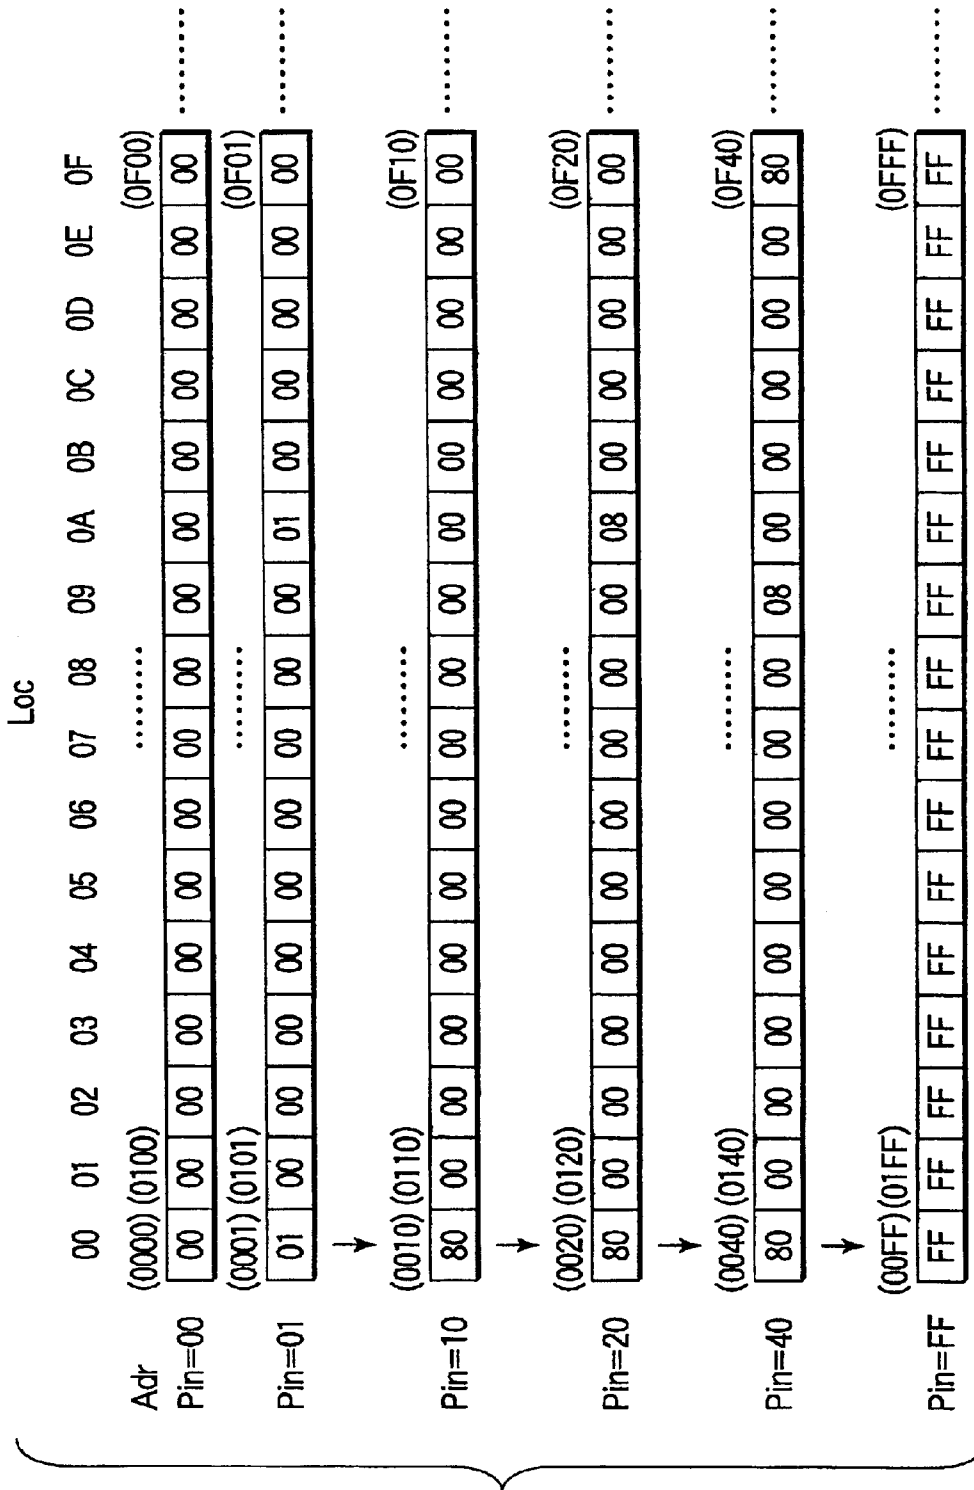 Loc
00 01 02 03 04 05 06 07 08 09 0A 0B 0C 0D 0E 0F
Adr (0000) (0100) ········· (0F00)
Pin=00 00 00 00 00 00 00 00 00 00 00 00 00 00 00 00 00 ········
(0001) (0101) ········· (0F01)
Pin=01 01 00 00 00 00 00 00 00 00 00 01 00 00 00 00 00 ········
(0010) (0110) ········· (0F10)
Pin=10 80 00 00 00 00 00 00 00 00 00 00 00 00 00 00 00 ········
(0020) (0120) ········· (0F20)
Pin=20 80 00 00 00 00 00 00 00 00 00 08 00 00 00 00 00 ········
(0040) (0140) ········· (0F40)
Pin=40 80 00 00 00 00 00 00 00 00 08 00 00 00 00 00 80 ········
(00FF) (01FF) ········· (0FFF)
Pin=FF FF FF FF FF FF FF FF FF FF FF FF FF FF FF FF FF ········